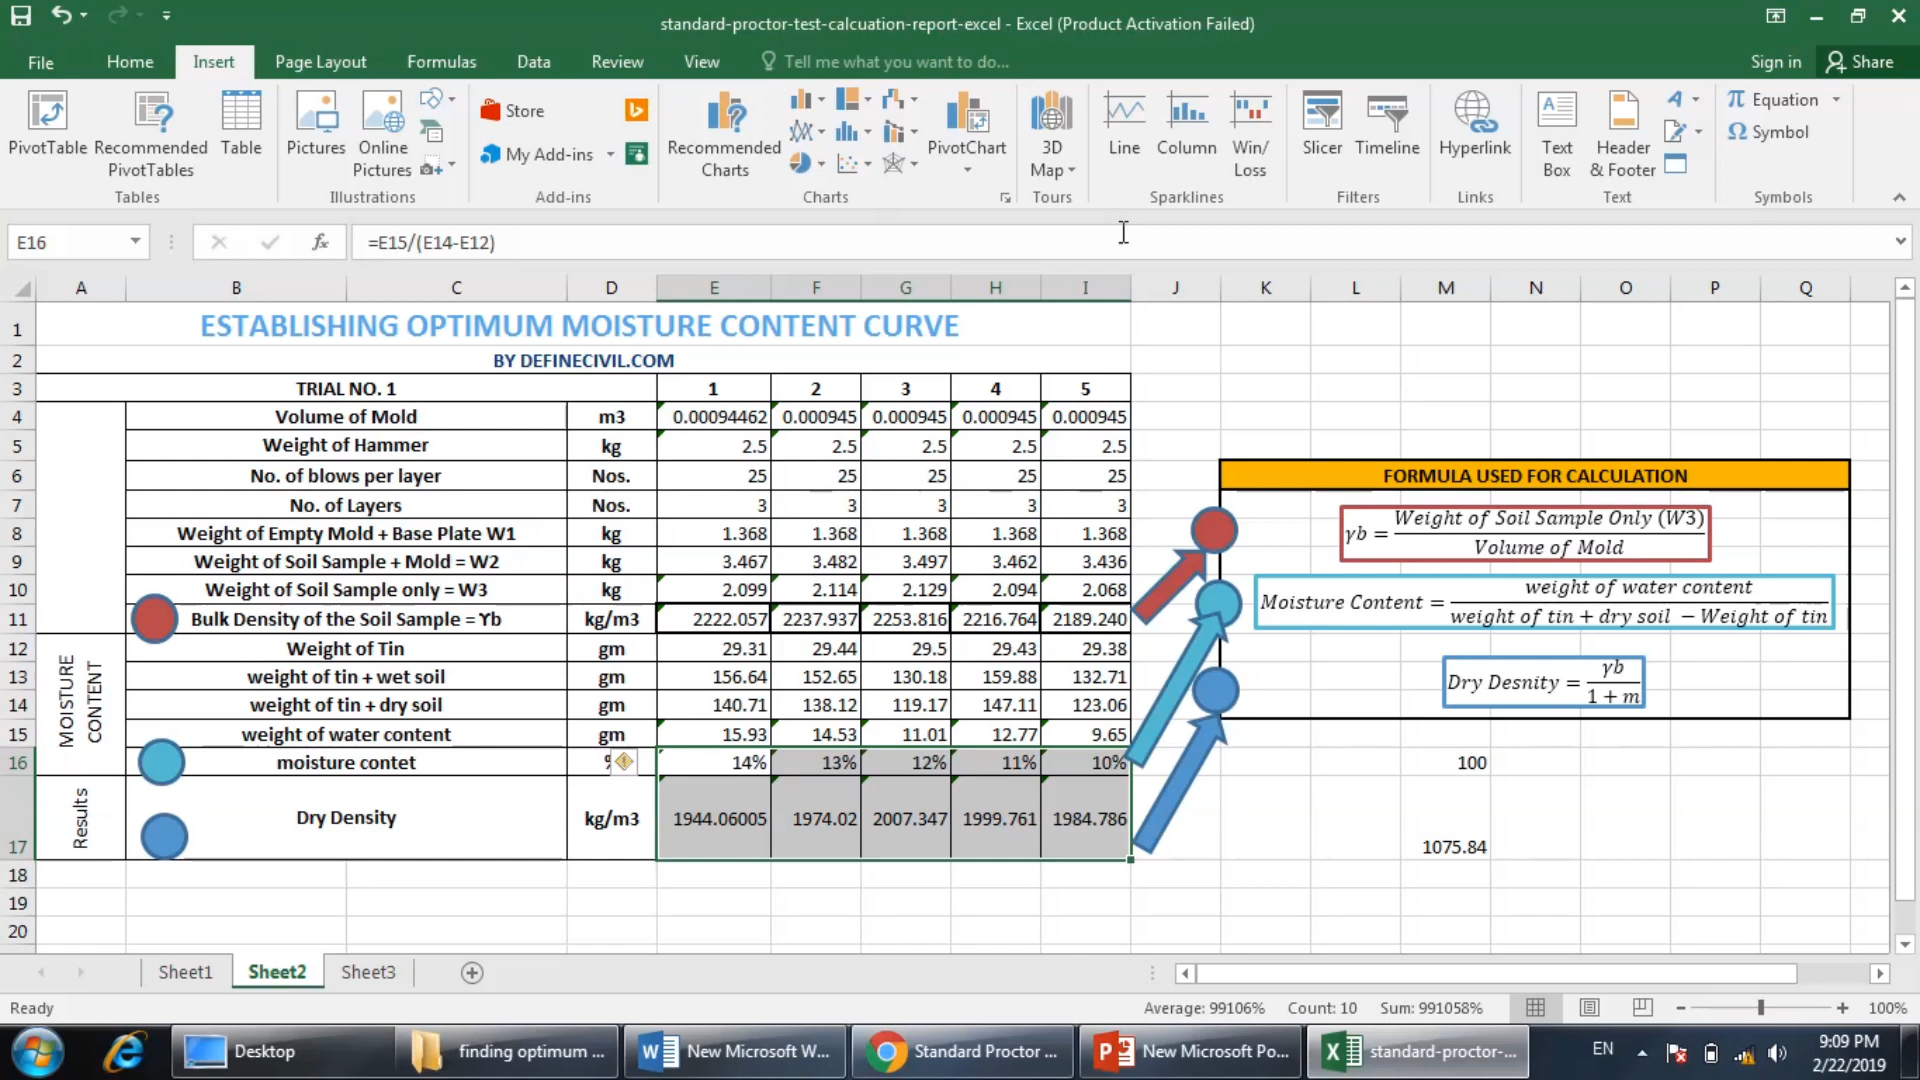 standard-proctor-test-calcuation-report-excel - Excel (Product Activation Failed)
File Home Insert Page Layout Formulas Data Review View Tell me what you want to do... Sign in Share
PivotTable Recommended PivotTables Table
Pictures Online Pictures
Store
My Add-ins
Recommended Charts
PivotChart
3D Map
Line Column Win/ Loss
Slicer Timeline
Hyperlink
Text Box Header & Footer
Equation
Symbol
Tables Illustrations Add-ins Charts Tours Sparklines Filters Links Text Symbols
E16 fx =E15/(E14-E12)
A B C D E F G H I J K L M N O P Q
1 ESTABLISHING OPTIMUM MOISTURE CONTENT CURVE
2 BY DEFINECIVIL.COM
3 TRIAL NO. 1 1 2 3 4 5
4 Volume of Mold m3 0.00094462 0.000945 0.000945 0.000945 0.000945
5 Weight of Hammer kg 2.5 2.5 2.5 2.5 2.5
6 No. of blows per layer Nos. 25 25 25 25 25
7 No. of Layers Nos. 3 3 3 3 3
8 Weight of Empty Mold + Base Plate W1 kg 1.368 1.368 1.368 1.368 1.368
9 Weight of Soil Sample + Mold = W2 kg 3.467 3.482 3.497 3.462 3.436
10 Weight of Soil Sample only = W3 kg 2.099 2.114 2.129 2.094 2.068
11 Bulk Density of the Soil Sample = ϒb kg/m3 2222.057 2237.937 2253.816 2216.764 2189.240
MOISTURE CONTENT
12 Weight of Tin gm 29.31 29.44 29.5 29.43 29.38
13 weight of tin + wet soil gm 156.64 152.65 130.18 159.88 132.71
14 weight of tin + dry soil gm 140.71 138.12 119.17 147.11 123.06
15 weight of water content gm 15.93 14.53 11.01 12.77 9.65
16 moisture contet 14% 13% 12% 11% 10% 100
Results
17 Dry Density kg/m3 1944.06005 1974.02 2007.347 1999.761 1984.786 1075.84
18
19
20
FORMULA USED FOR CALCULATION
γb = Weight of Soil Sample Only (W3) / Volume of Mold
Moisture Content = weight of water content / weight of tin + dry soil − Weight of tin
Dry Desnity = γb / 1 + m
Sheet1 Sheet2 Sheet3
Ready Average: 99106% Count: 10 Sum: 991058% 100%
Desktop finding optimum ... New Microsoft W... Standard Proctor ... New Microsoft Po... standard-proctor-... EN 9:09 PM
2/22/2019